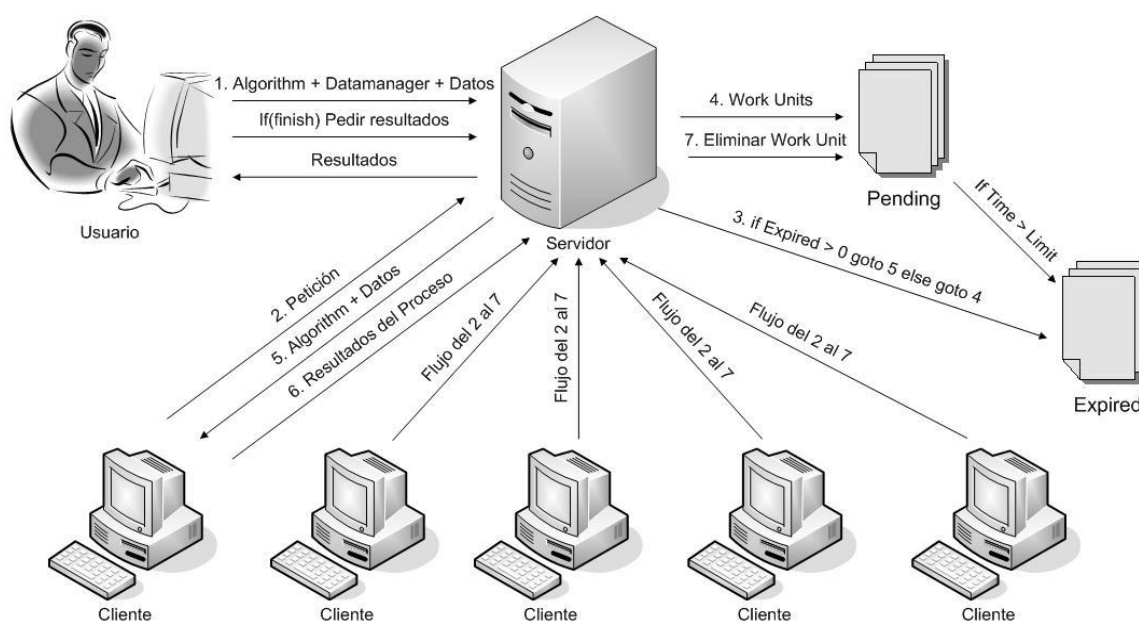 1. Algorithm + Datamanager + Datos
If(finish) Pedir resultados
Resultados
Usuario
Servidor
4. Work Units
7. Eliminar Work Unit
Pending
If Time > Limit
3. if Expired > 0 goto 5 else goto 4
Expired
2. Petición
5. Algorithm + Datos
6. Resultados del Proceso
Flujo del 2 al 7
Flujo del 2 al 7
Flujo del 2 al 7
Flujo del 2 al 7
Cliente
Cliente
Cliente
Cliente
Cliente